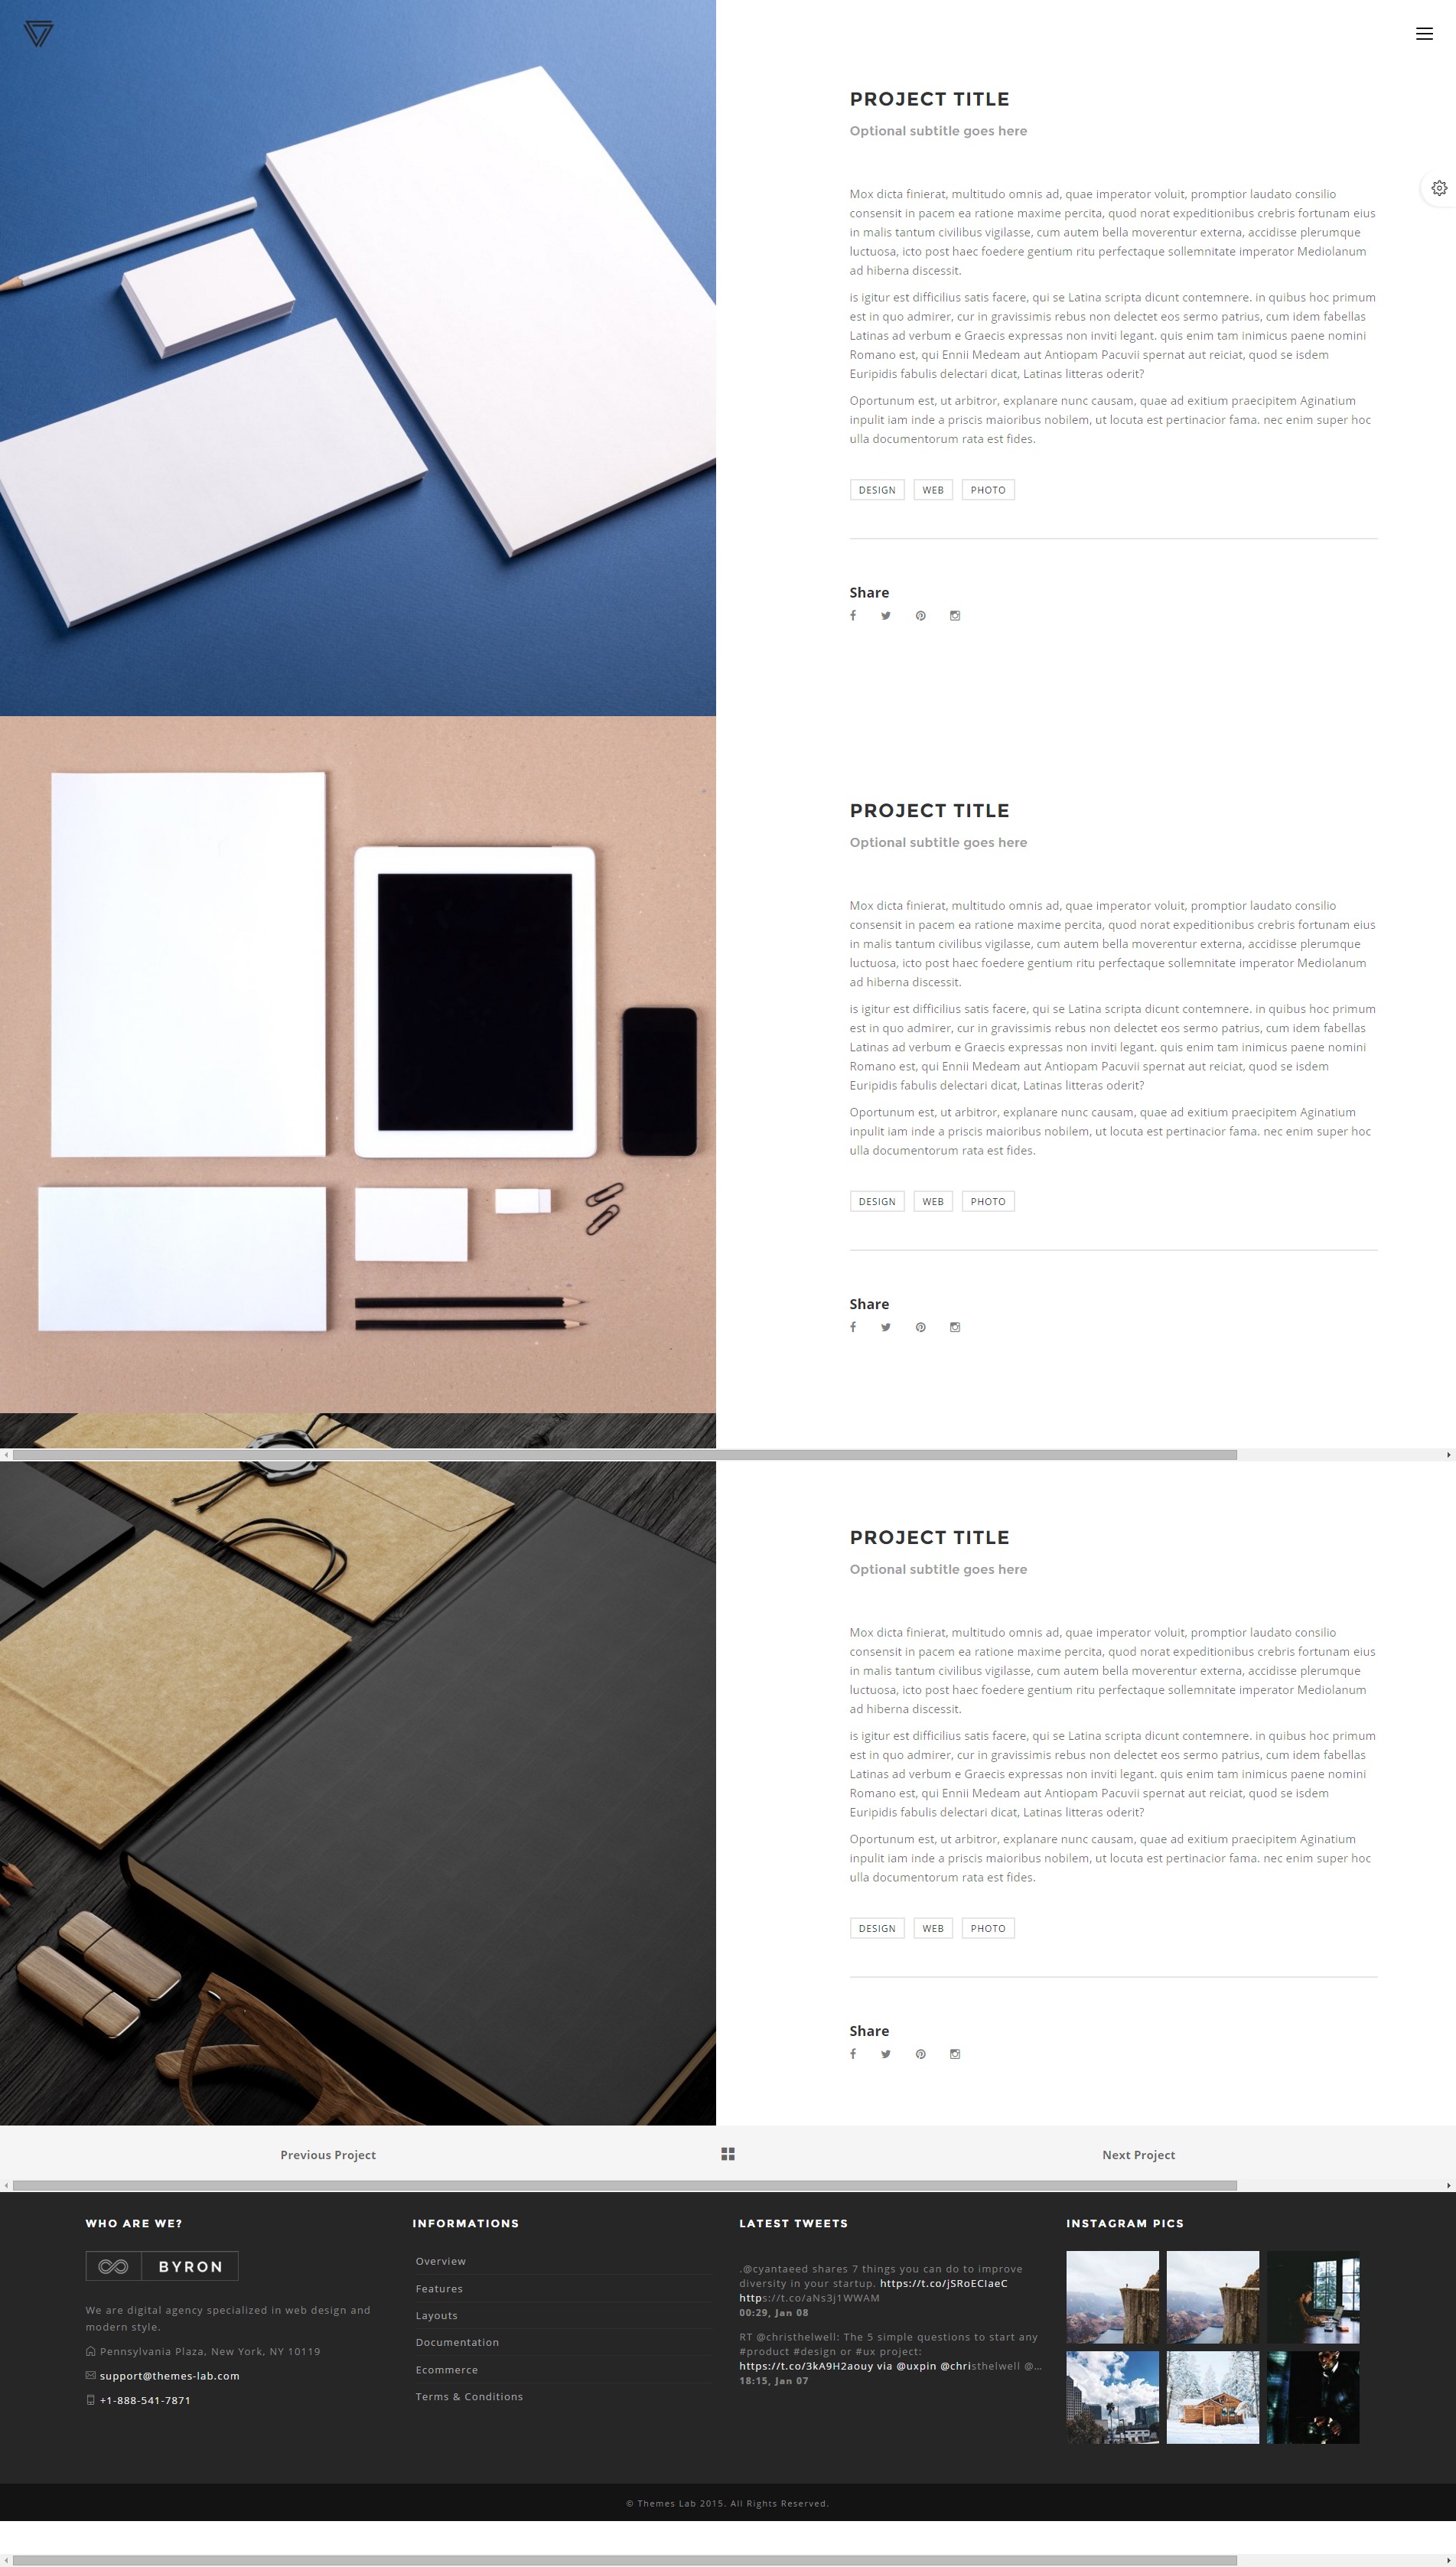 PROJECT TITLE
Optional subtitle goes here
Mox dicta finierat, multitudo omnis ad, quae imperator voluit, promptior laudato consilio
consensit in pacem ea ratione maxime percita, quod norat expeditionibus crebris fortunam eius
in malis tantum civilibus vigilasse, cum autem bella moverentur externa, accidisse plerumque
luctuosa, icto post haec foedere gentium ritu perfectaque sollemnitate imperator Mediolanum
ad hiberna discessit.
is igitur est difficilius satis facere, qui se Latina scripta dicunt contemnere. in quibus hoc primum
est in quo admirer, cur in gravissimis rebus non delectet eos sermo patrius, cum idem fabellas
Latinas ad verbum e Graecis expressas non inviti legant. quis enim tam inimicus paene nomini
Romano est, qui Ennii Medeam aut Antiopam Pacuvii spernat aut reiciat, quod se isdem
Euripidis fabulis delectari dicat, Latinas litteras oderit?
Oportunum est, ut arbitror, explanare nunc causam, quae ad exitium praecipitem Aginatium
inpulit iam inde a priscis maioribus nobilem, ut locuta est pertinacior fama. nec enim super hoc
ulla documentorum rata est fides.
DESIGN WEB PHOTO
Share
PROJECT TITLE
Optional subtitle goes here
Mox dicta finierat, multitudo omnis ad, quae imperator voluit, promptior laudato consilio
consensit in pacem ea ratione maxime percita, quod norat expeditionibus crebris fortunam eius
in malis tantum civilibus vigilasse, cum autem bella moverentur externa, accidisse plerumque
luctuosa, icto post haec foedere gentium ritu perfectaque sollemnitate imperator Mediolanum
ad hiberna discessit.
is igitur est difficilius satis facere, qui se Latina scripta dicunt contemnere. in quibus hoc primum
est in quo admirer, cur in gravissimis rebus non delectet eos sermo patrius, cum idem fabellas
Latinas ad verbum e Graecis expressas non inviti legant. quis enim tam inimicus paene nomini
Romano est, qui Ennii Medeam aut Antiopam Pacuvii spernat aut reiciat, quod se isdem
Euripidis fabulis delectari dicat, Latinas litteras oderit?
Oportunum est, ut arbitror, explanare nunc causam, quae ad exitium praecipitem Aginatium
inpulit iam inde a priscis maioribus nobilem, ut locuta est pertinacior fama. nec enim super hoc
ulla documentorum rata est fides.
DESIGN WEB PHOTO
Share
PROJECT TITLE
Optional subtitle goes here
Mox dicta finierat, multitudo omnis ad, quae imperator voluit, promptior laudato consilio
consensit in pacem ea ratione maxime percita, quod norat expeditionibus crebris fortunam eius
in malis tantum civilibus vigilasse, cum autem bella moverentur externa, accidisse plerumque
luctuosa, icto post haec foedere gentium ritu perfectaque sollemnitate imperator Mediolanum
ad hiberna discessit.
is igitur est difficilius satis facere, qui se Latina scripta dicunt contemnere. in quibus hoc primum
est in quo admirer, cur in gravissimis rebus non delectet eos sermo patrius, cum idem fabellas
Latinas ad verbum e Graecis expressas non inviti legant. quis enim tam inimicus paene nomini
Romano est, qui Ennii Medeam aut Antiopam Pacuvii spernat aut reiciat, quod se isdem
Euripidis fabulis delectari dicat, Latinas litteras oderit?
Oportunum est, ut arbitror, explanare nunc causam, quae ad exitium praecipitem Aginatium
inpulit iam inde a priscis maioribus nobilem, ut locuta est pertinacior fama. nec enim super hoc
ulla documentorum rata est fides.
DESIGN WEB PHOTO
Share
Previous Project Next Project
WHO ARE WE?
BYRON
We are digital agency specialized in web design and
modern style.
Pennsylvania Plaza, New York, NY 10119
support@themes-lab.com
+1-888-541-7871
INFORMATIONS
Overview
Features
Layouts
Documentation
Ecommerce
Terms & Conditions
LATEST TWEETS
.@cyantaeed shares 7 things you can do to improve
diversity in your startup. https://t.co/jSRoECIaeC
https://t.co/aNs3j1WWAM
00:29, Jan 08
RT @christhelwell: The 5 simple questions to start any
#product #design or #ux project:
https://t.co/3kA9H2aouy via @uxpin @christhelwell @…
18:15, Jan 07
INSTAGRAM PICS
© Themes Lab 2015. All Rights Reserved.